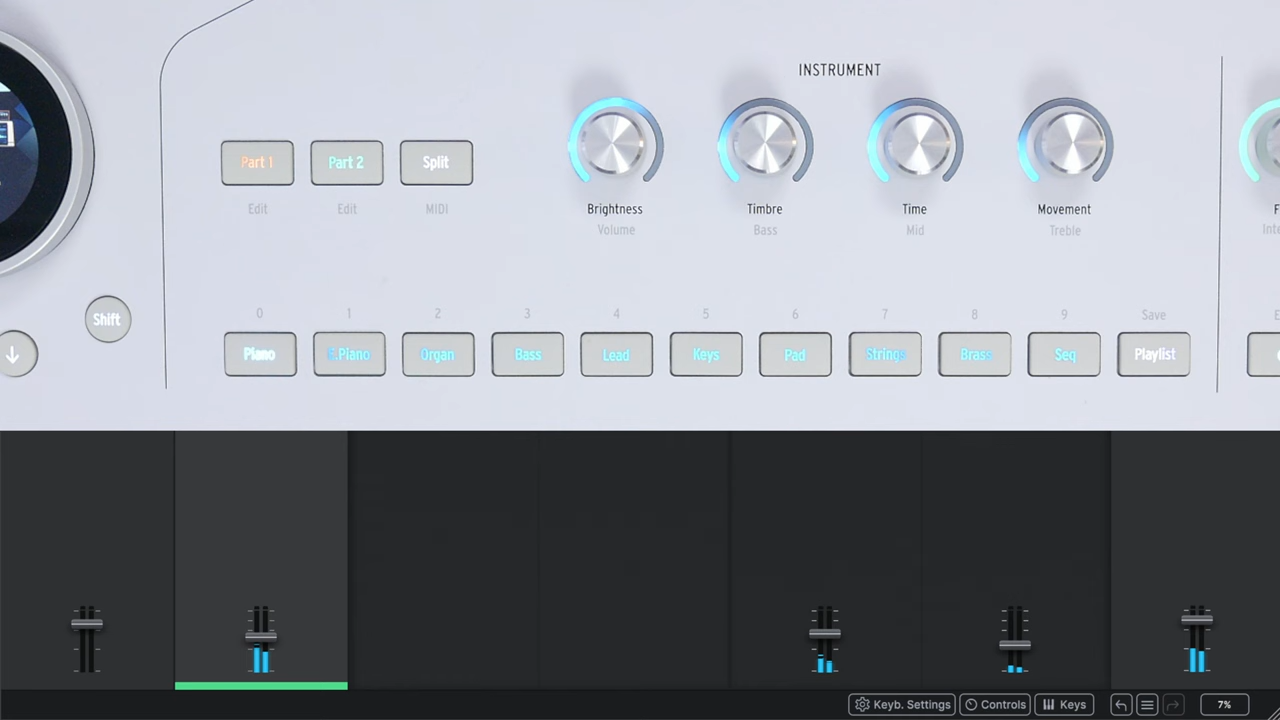 INSTRUMENT
Part 1 Part 2 Split
Edit Edit MIDI
Brightness Timbre Time Movement
Volume Bass Mid Treble
Shift
0 1 2 3 4 5 6 7 8 9 Save
Piano E.Piano Organ Bass Lead Keys Pad Strings Brass Seq Playlist
Keyb. Settings Controls Keys 7%